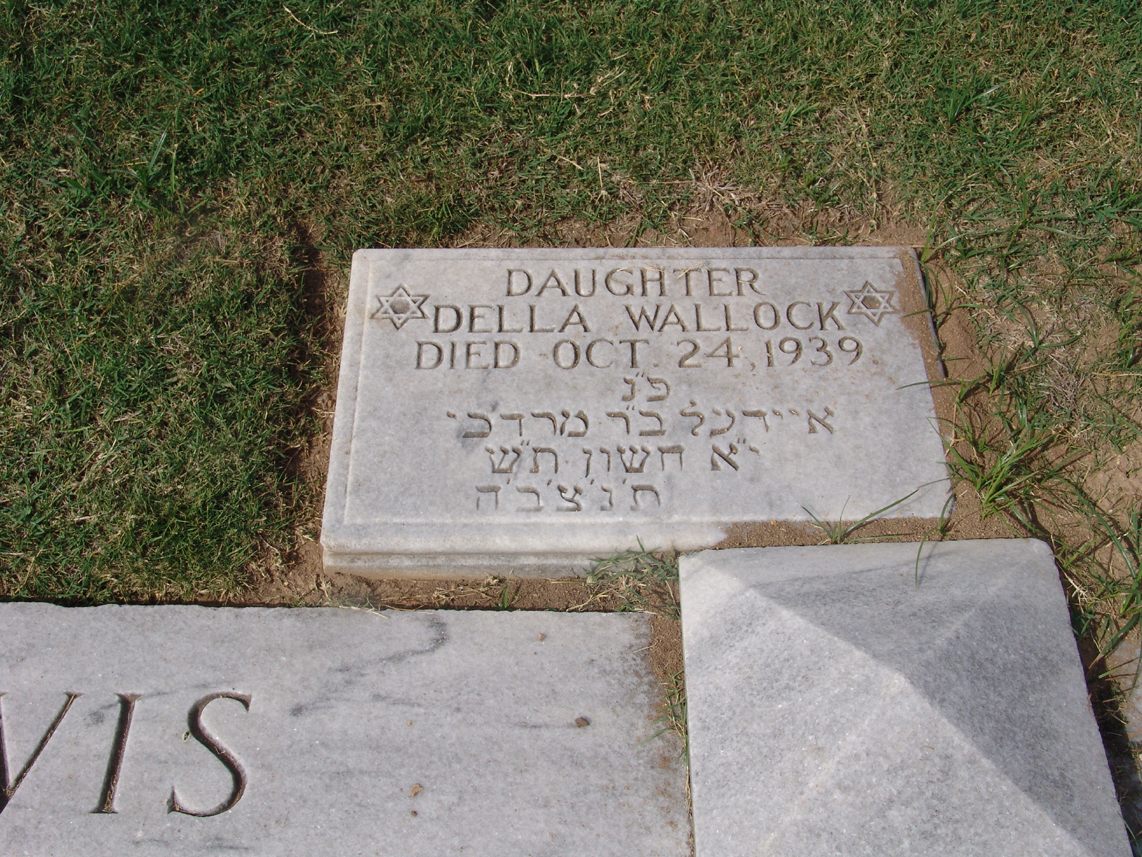 DAUGHTER
DELLA WALLOCK
DIED OCT. 24, 1939
פ"נ
איידעל ב"ר מרדכי
י"א חשון ת"ש
ת'נ'צ'ב'ה
VIS